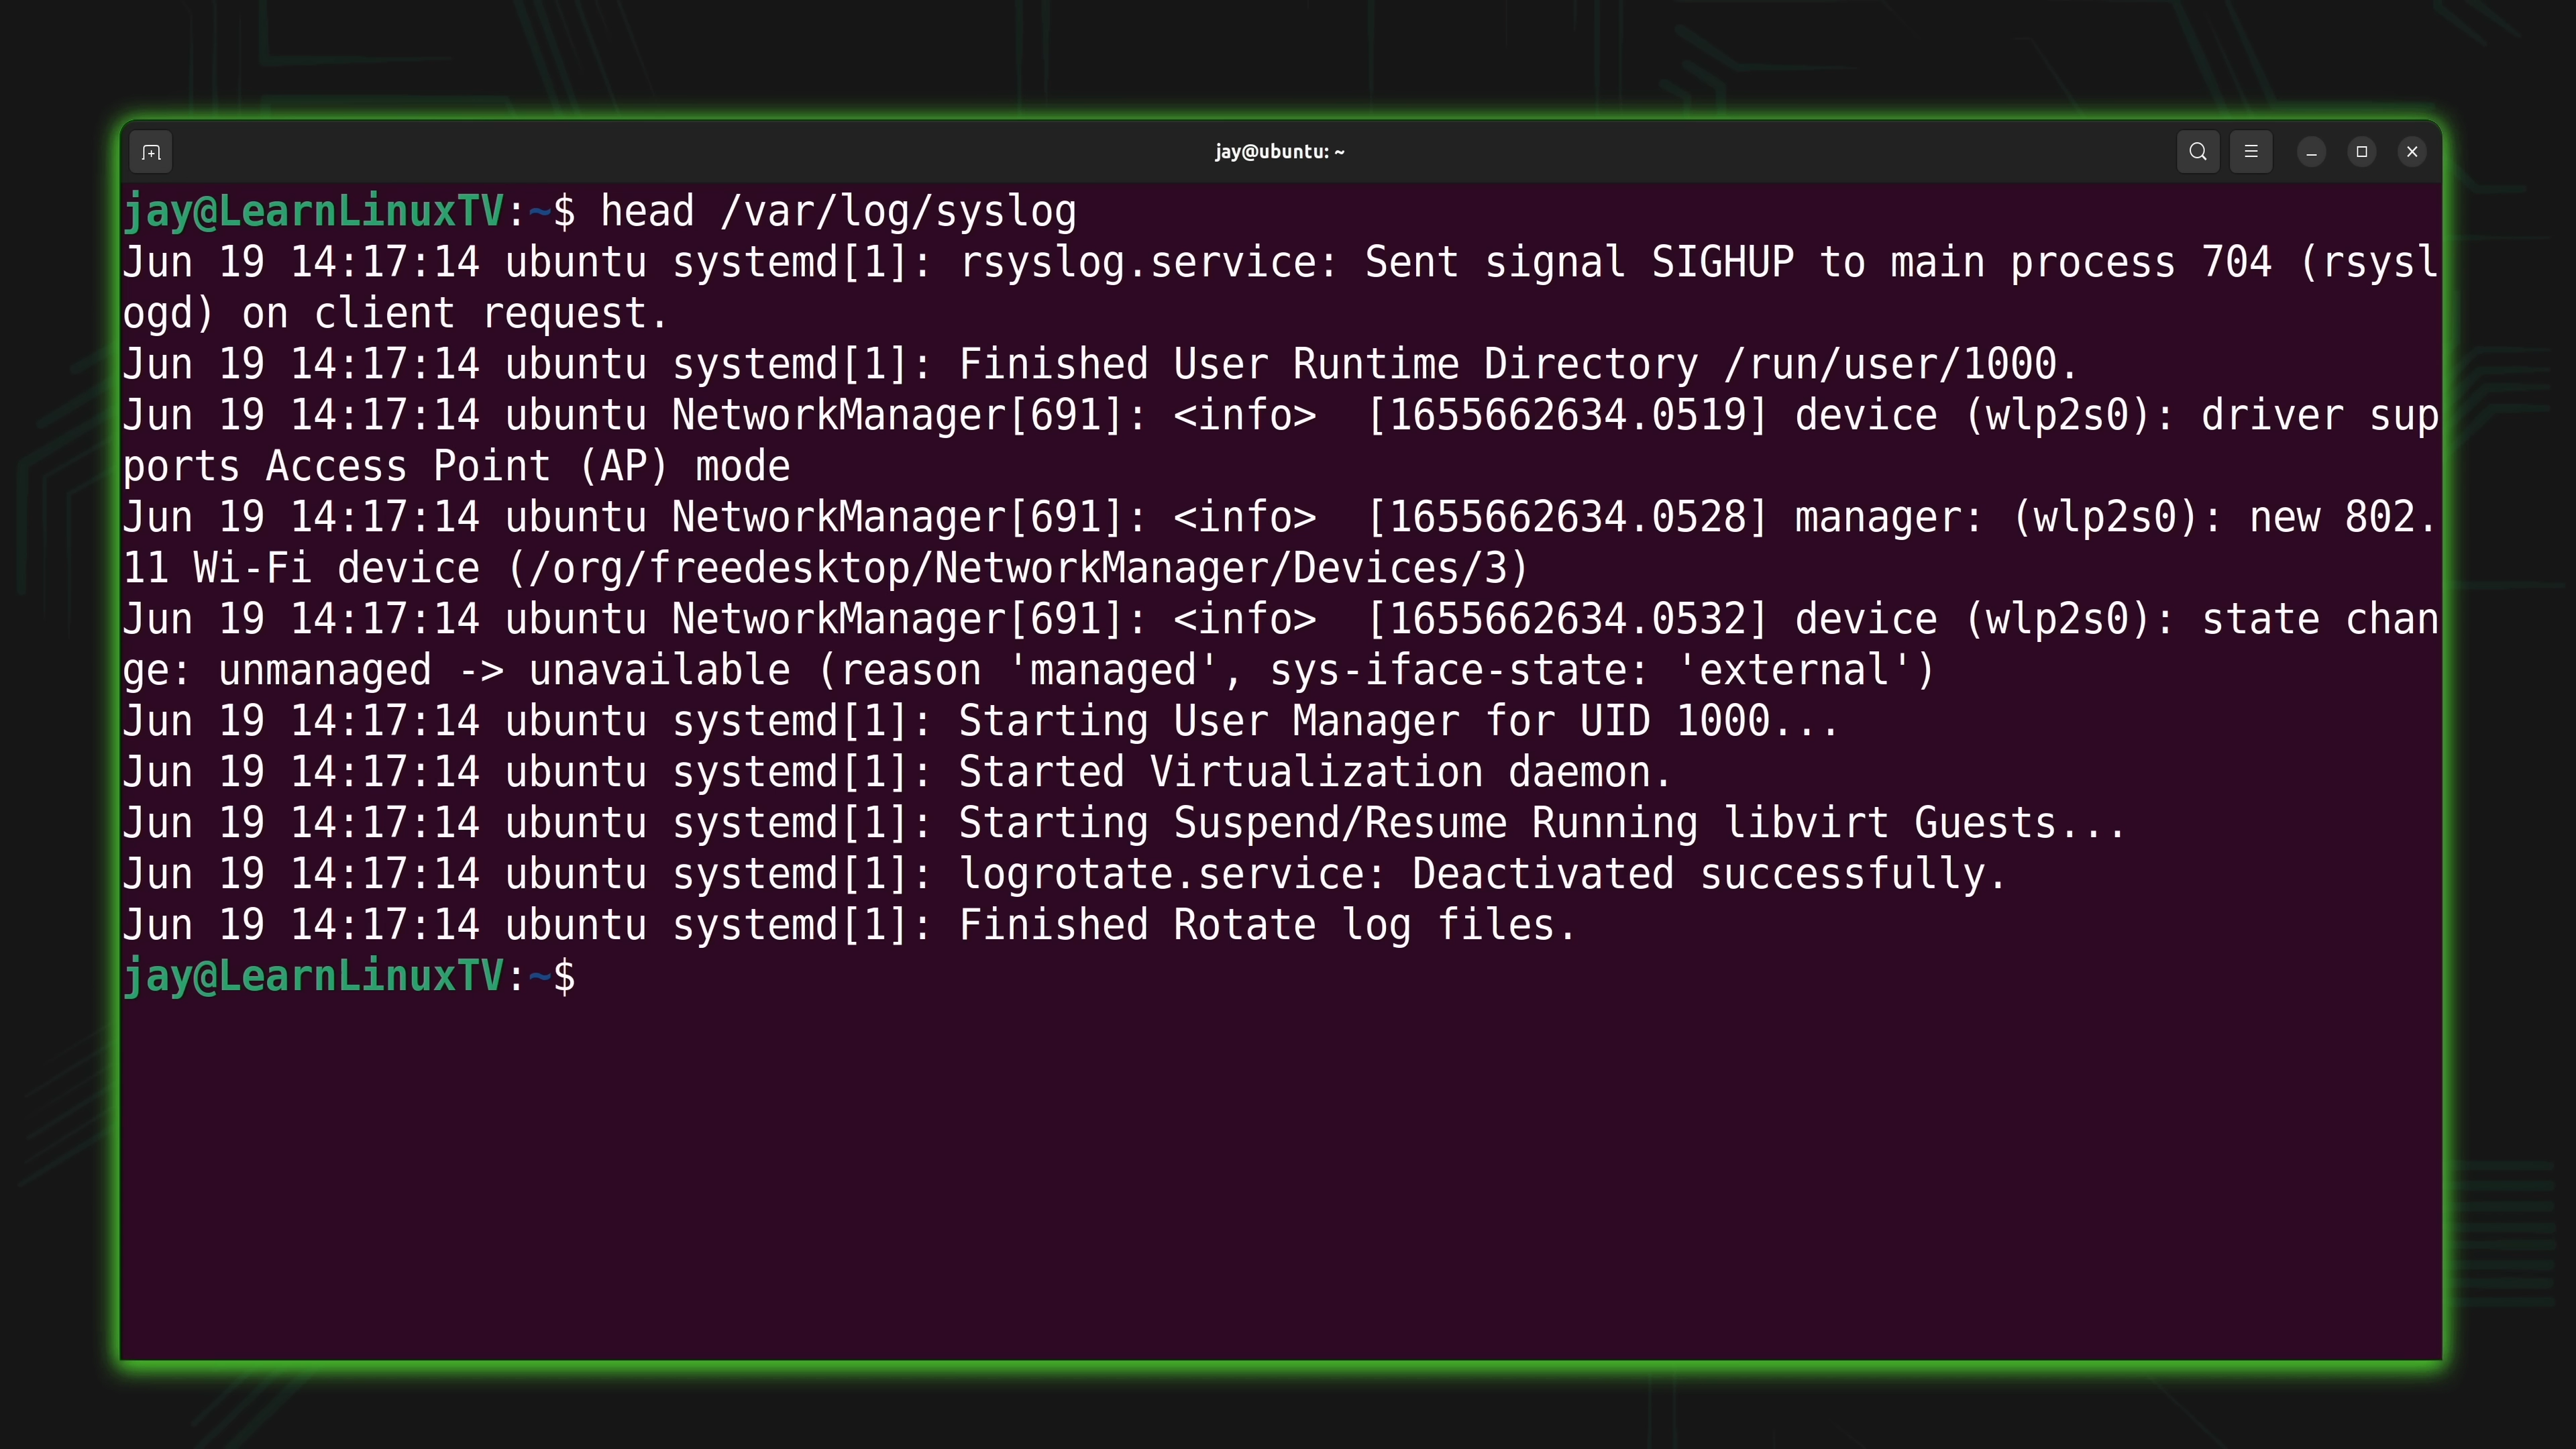 jay@ubuntu: ~
jay@LearnLinuxTV:~$ head /var/log/syslog
Jun 19 14:17:14 ubuntu systemd[1]: rsyslog.service: Sent signal SIGHUP to main process 704 (rsysl
ogd) on client request.
Jun 19 14:17:14 ubuntu systemd[1]: Finished User Runtime Directory /run/user/1000.
Jun 19 14:17:14 ubuntu NetworkManager[691]: <info>  [1655662634.0519] device (wlp2s0): driver sup
ports Access Point (AP) mode
Jun 19 14:17:14 ubuntu NetworkManager[691]: <info>  [1655662634.0528] manager: (wlp2s0): new 802.
11 Wi-Fi device (/org/freedesktop/NetworkManager/Devices/3)
Jun 19 14:17:14 ubuntu NetworkManager[691]: <info>  [1655662634.0532] device (wlp2s0): state chan
ge: unmanaged -> unavailable (reason 'managed', sys-iface-state: 'external')
Jun 19 14:17:14 ubuntu systemd[1]: Starting User Manager for UID 1000...
Jun 19 14:17:14 ubuntu systemd[1]: Started Virtualization daemon.
Jun 19 14:17:14 ubuntu systemd[1]: Starting Suspend/Resume Running libvirt Guests...
Jun 19 14:17:14 ubuntu systemd[1]: logrotate.service: Deactivated successfully.
Jun 19 14:17:14 ubuntu systemd[1]: Finished Rotate log files.
jay@LearnLinuxTV:~$